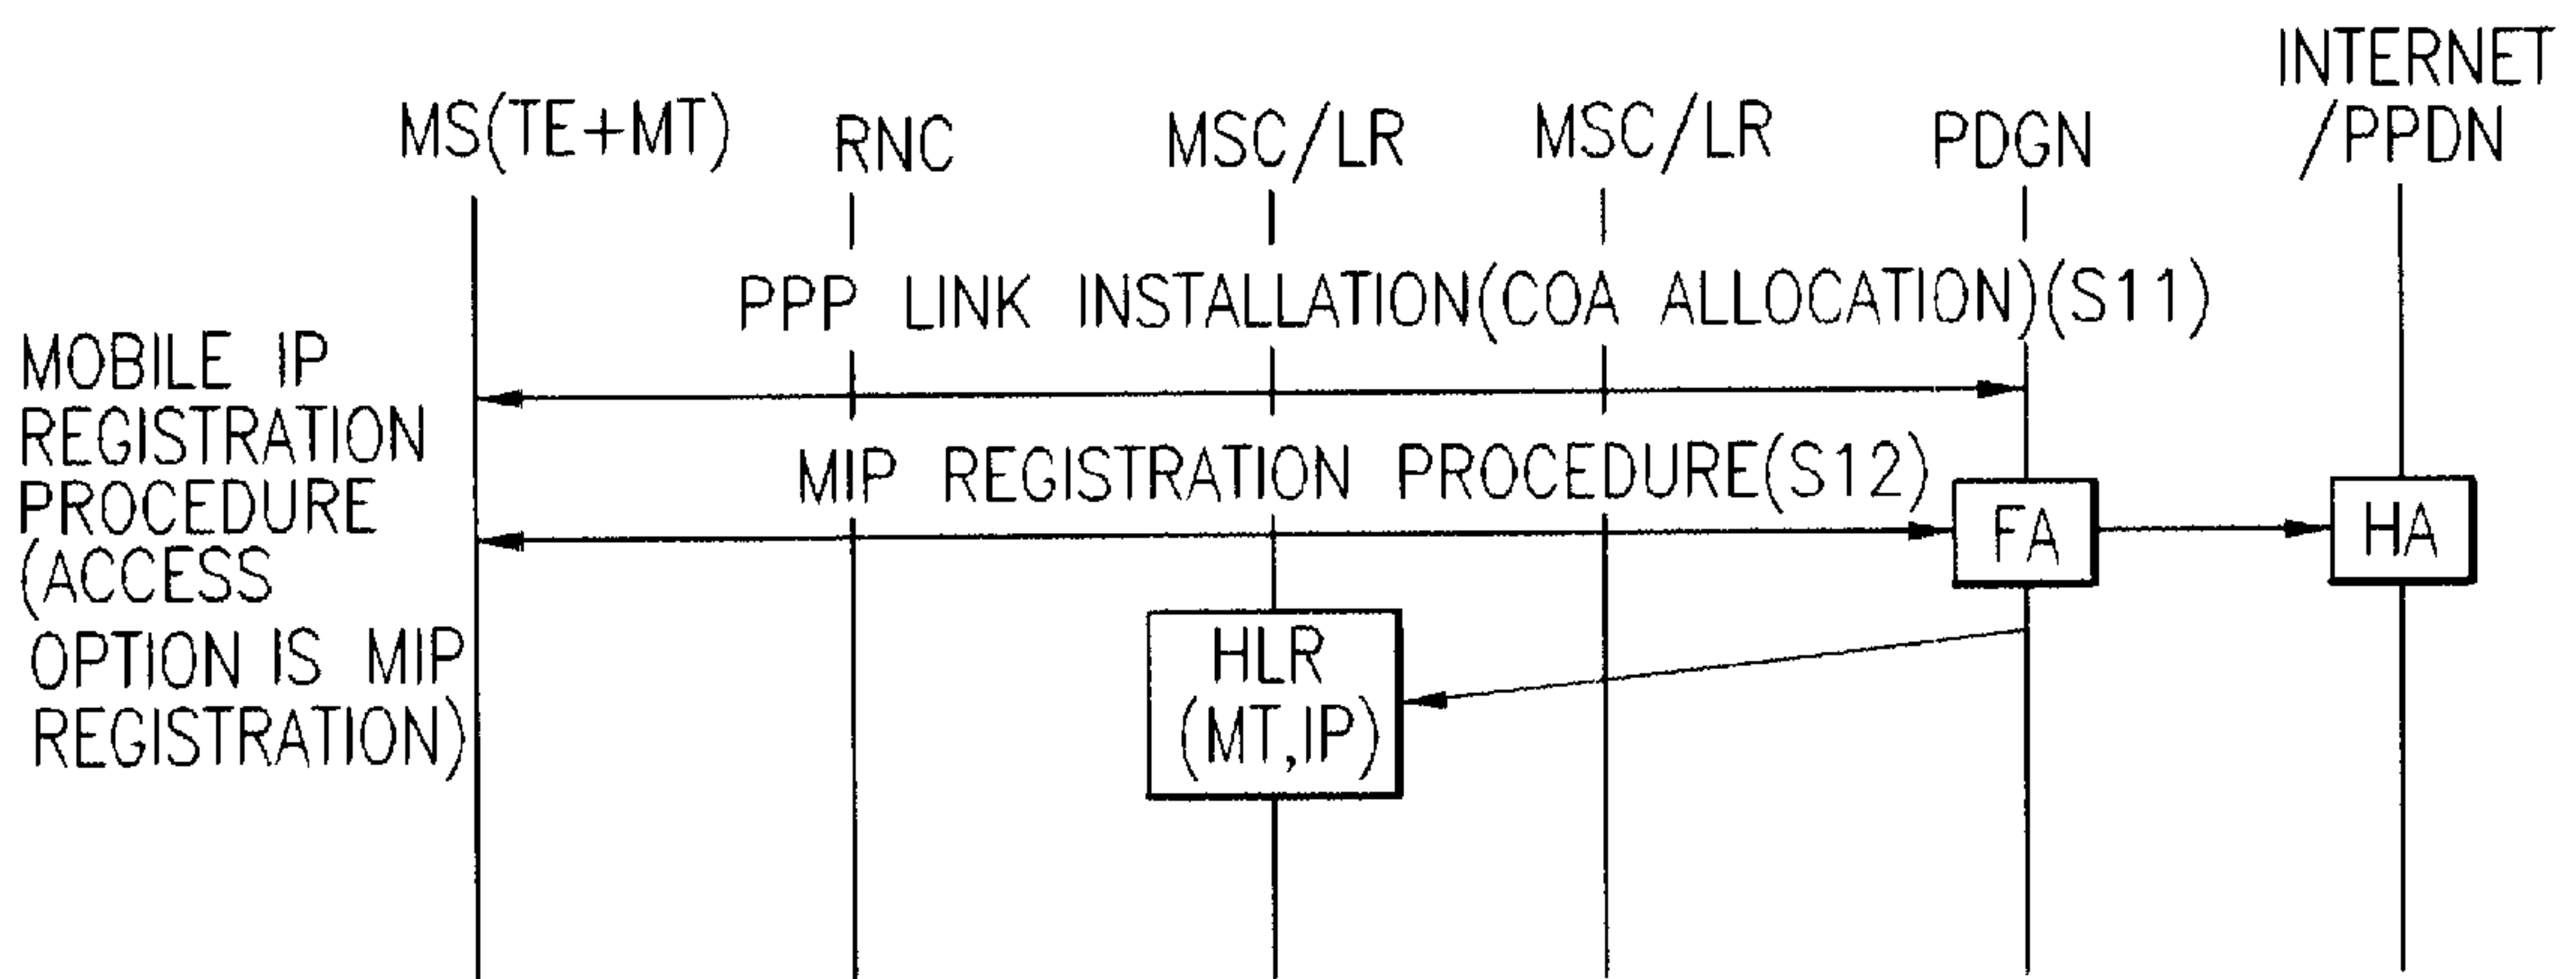 MS(TE+MT)
RNC
MSC/LR
MSC/LR
PDGN
INTERNET
/PPDN
PPP LINK INSTALLATION(COA ALLOCATION)(S11)
MOBILE IP
REGISTRATION
PROCEDURE
(ACCESS
OPTION IS MIP
REGISTRATION)
MIP REGISTRATION PROCEDURE(S12)
FA
HA
HLR
(MT,IP)